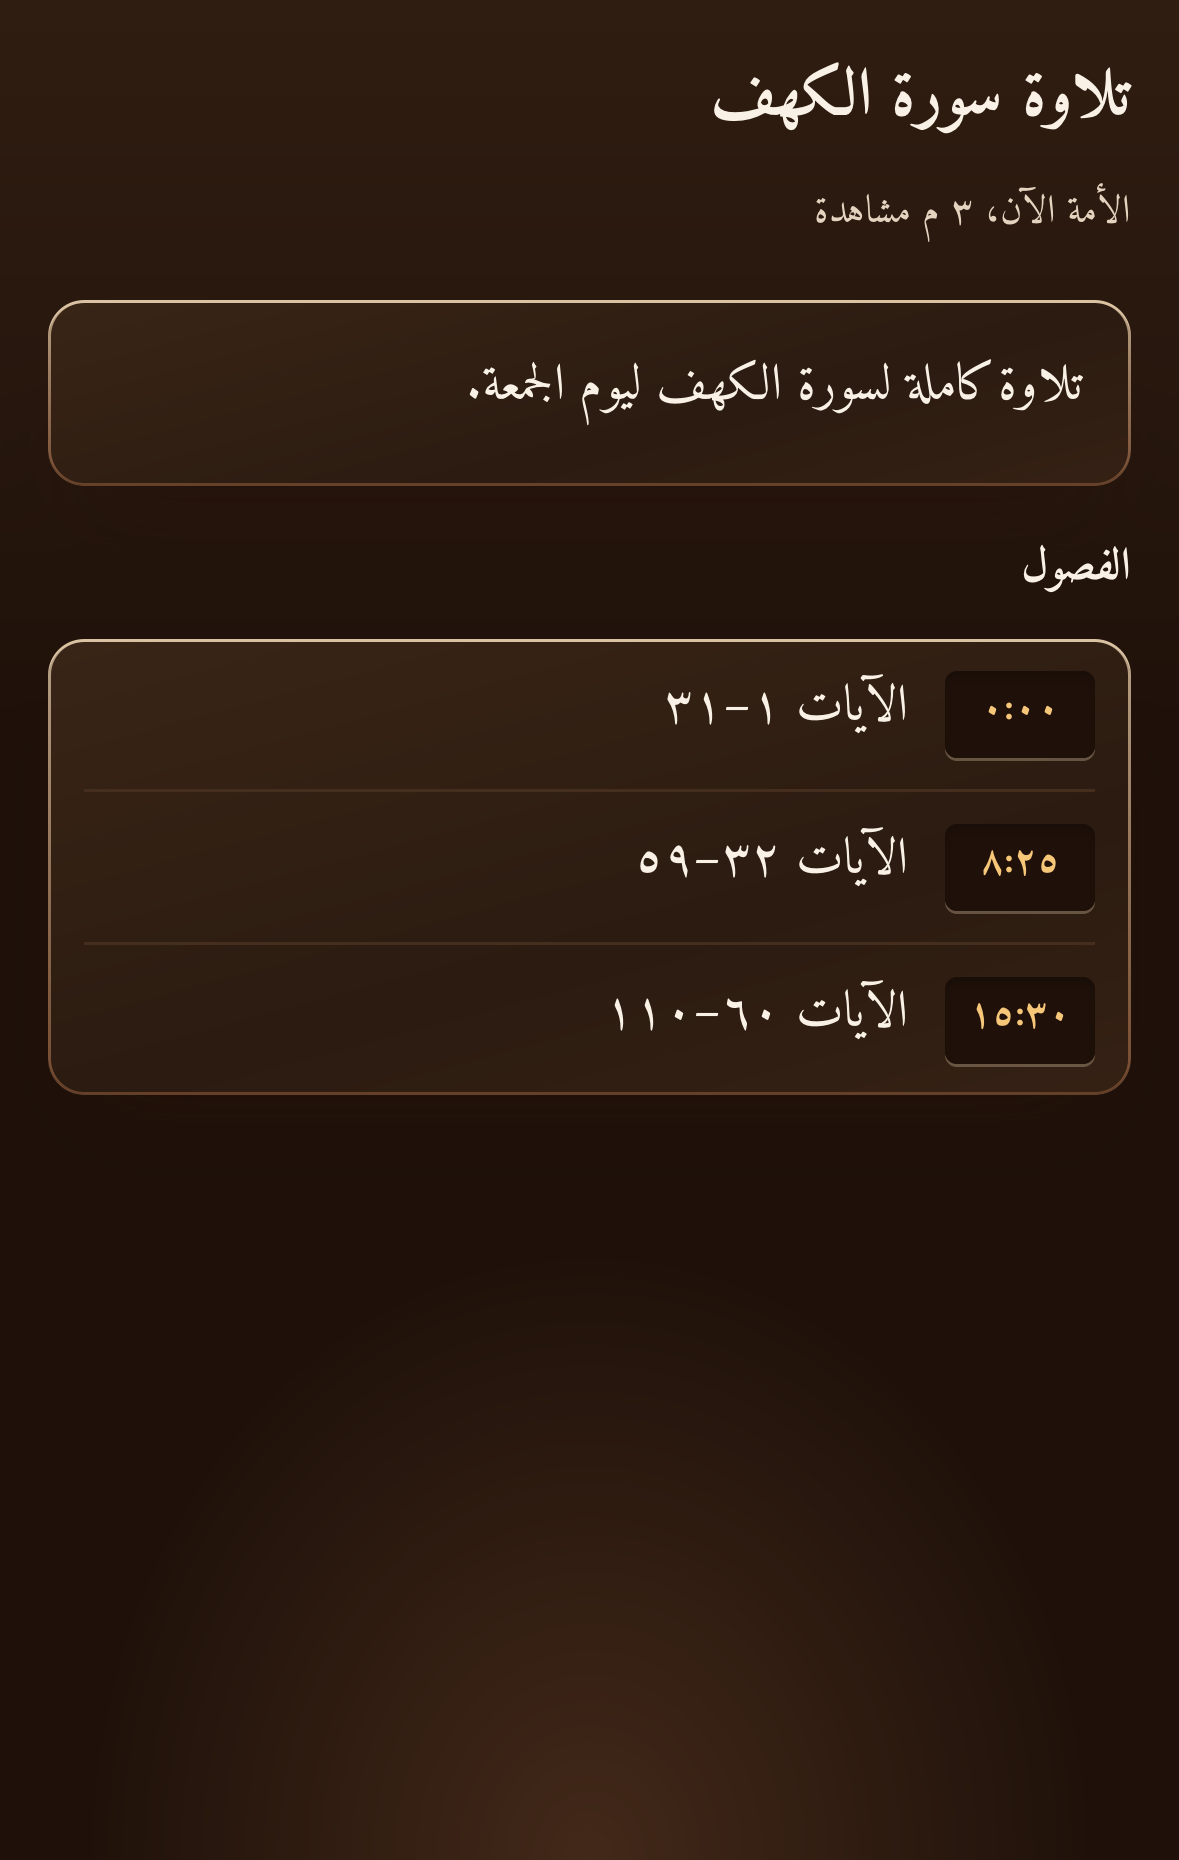 تلاوة سورة الكهف
الأمة الآن، ٣ م مشاهدة
تلاوة كاملة لسورة الكهف ليوم الجمعة.
الفصول
٠:٠٠ الآيات ١–٣١
٨:٢٥ الآيات ٣٢–٥٩
١٥:٣٠ الآيات ٦٠–١١٠